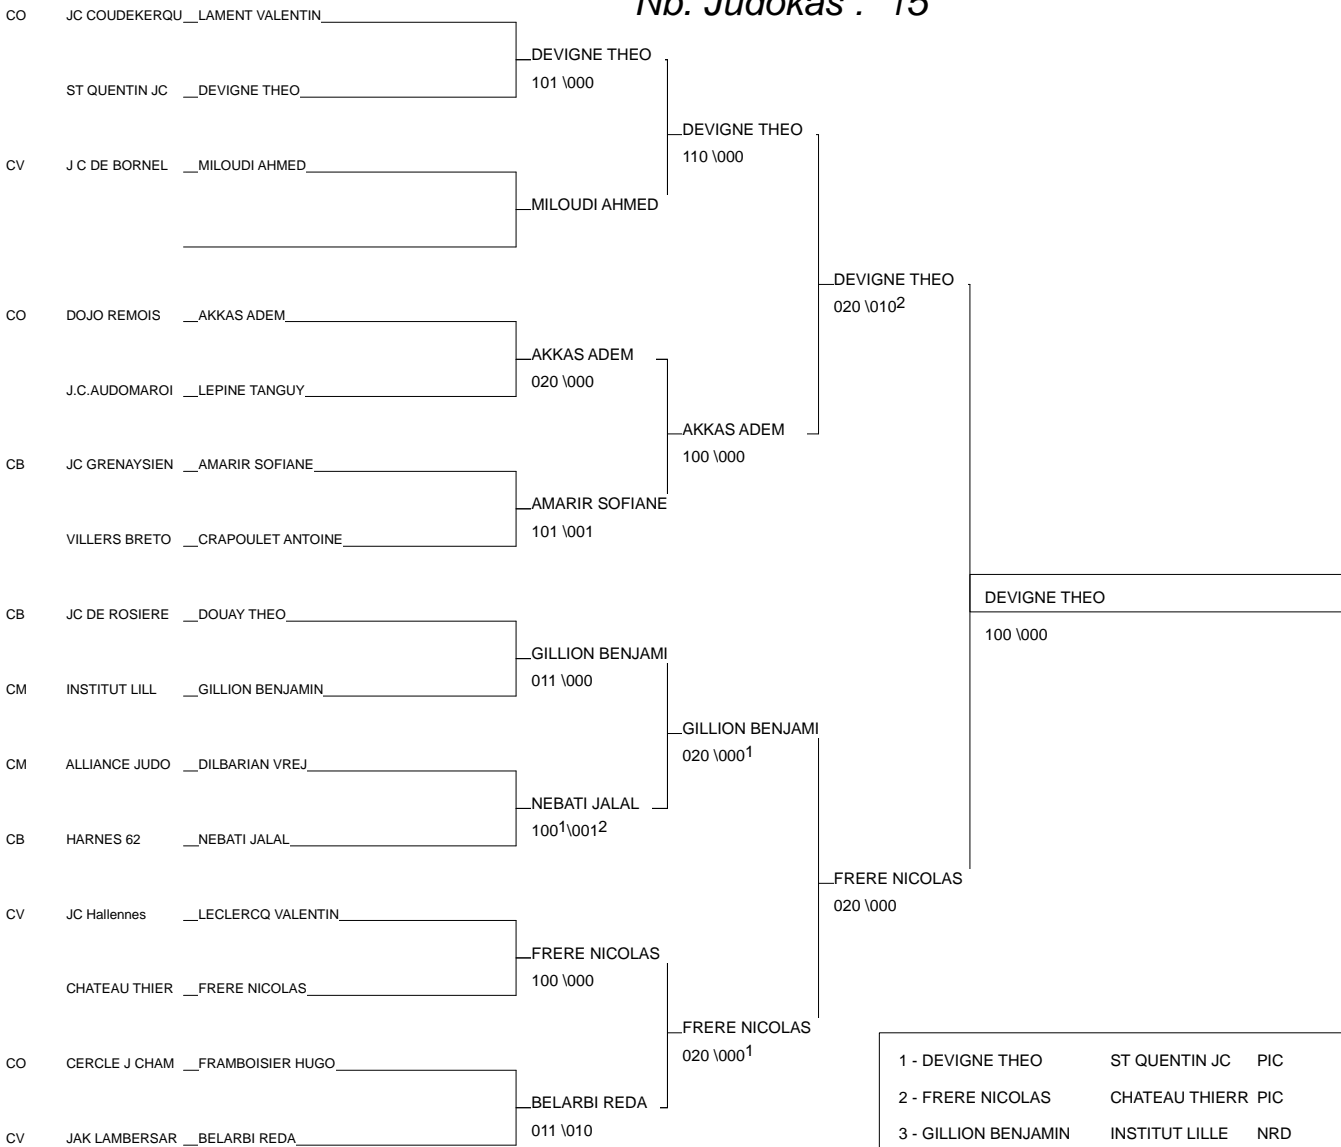 Nb. Judokas : 15
CO JC COUDEKERQU LAMENT VALENTIN
DEVIGNE THEO
101 \000
ST QUENTIN JC DEVIGNE THEO
DEVIGNE THEO
110 \000
CV J C DE BORNEL MILOUDI AHMED
MILOUDI AHMED
DEVIGNE THEO
020 \010²
CO DOJO REMOIS AKKAS ADEM
AKKAS ADEM
020 \000
J.C.AUDOMAROI LEPINE TANGUY
AKKAS ADEM
100 \000
CB JC GRENAYSIEN AMARIR SOFIANE
AMARIR SOFIANE
101 \001
VILLERS BRETO CRAPOULET ANTOINE
DEVIGNE THEO
100 \000
CB JC DE ROSIERE DOUAY THEO
GILLION BENJAMI
011 \000
CM INSTITUT LILL GILLION BENJAMIN
GILLION BENJAMI
020 \000¹
CM ALLIANCE JUDO DILBARIAN VREJ
NEBATI JALAL
100¹\001²
CB HARNES 62 NEBATI JALAL
FRERE NICOLAS
020 \000
CV JC Hallennes LECLERCQ VALENTIN
FRERE NICOLAS
100 \000
CHATEAU THIER FRERE NICOLAS
FRERE NICOLAS
020 \000¹
CO CERCLE J CHAM FRAMBOISIER HUGO
BELARBI REDA
011 \010
CV JAK LAMBERSAR BELARBI REDA
1 - DEVIGNE THEO ST QUENTIN JC PIC
2 - FRERE NICOLAS CHATEAU THIERR PIC
3 - GILLION BENJAMIN INSTITUT LILLE NRD